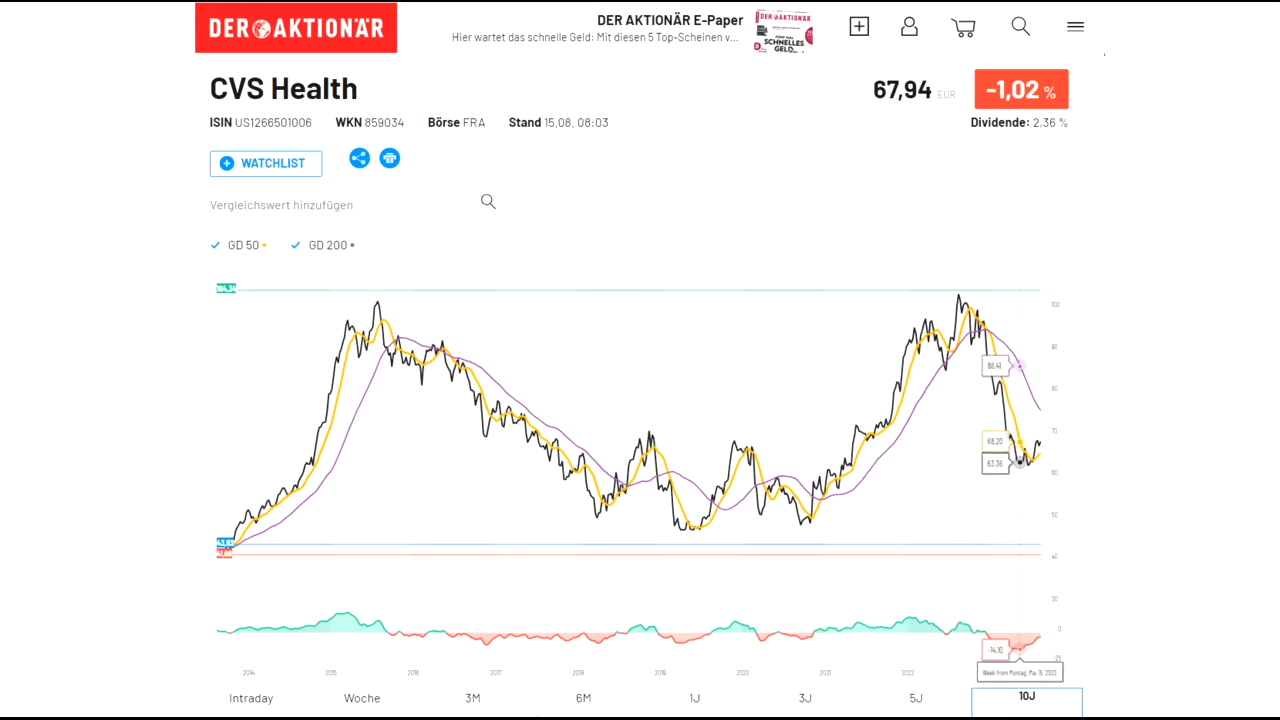 DER AKTIONÄR
DER AKTIONÄR E-Paper
Hier wartet das schnelle Geld: Mit diesen 5 Top-Scheinen v...
DER AKTIONÄR
SCHNELLES
GELD
CVS Health
67,94 EUR
-1,02 %
ISIN US1266501006 WKN 859034 Börse FRA Stand 15.08. 08:03
Dividende: 2,36 %
WATCHLIST
Vergleichswert hinzufügen
GD 50 GD 200
100
90
86,41
80
70
68,20
63,36
60
50
40
30
0
-14,10
-25
2014 2015 2016 2017 2018 2019 2020 2021 2022
Week from Montag, Mai 15, 2023
Intraday Woche 3M 6M 1J 3J 5J 10J